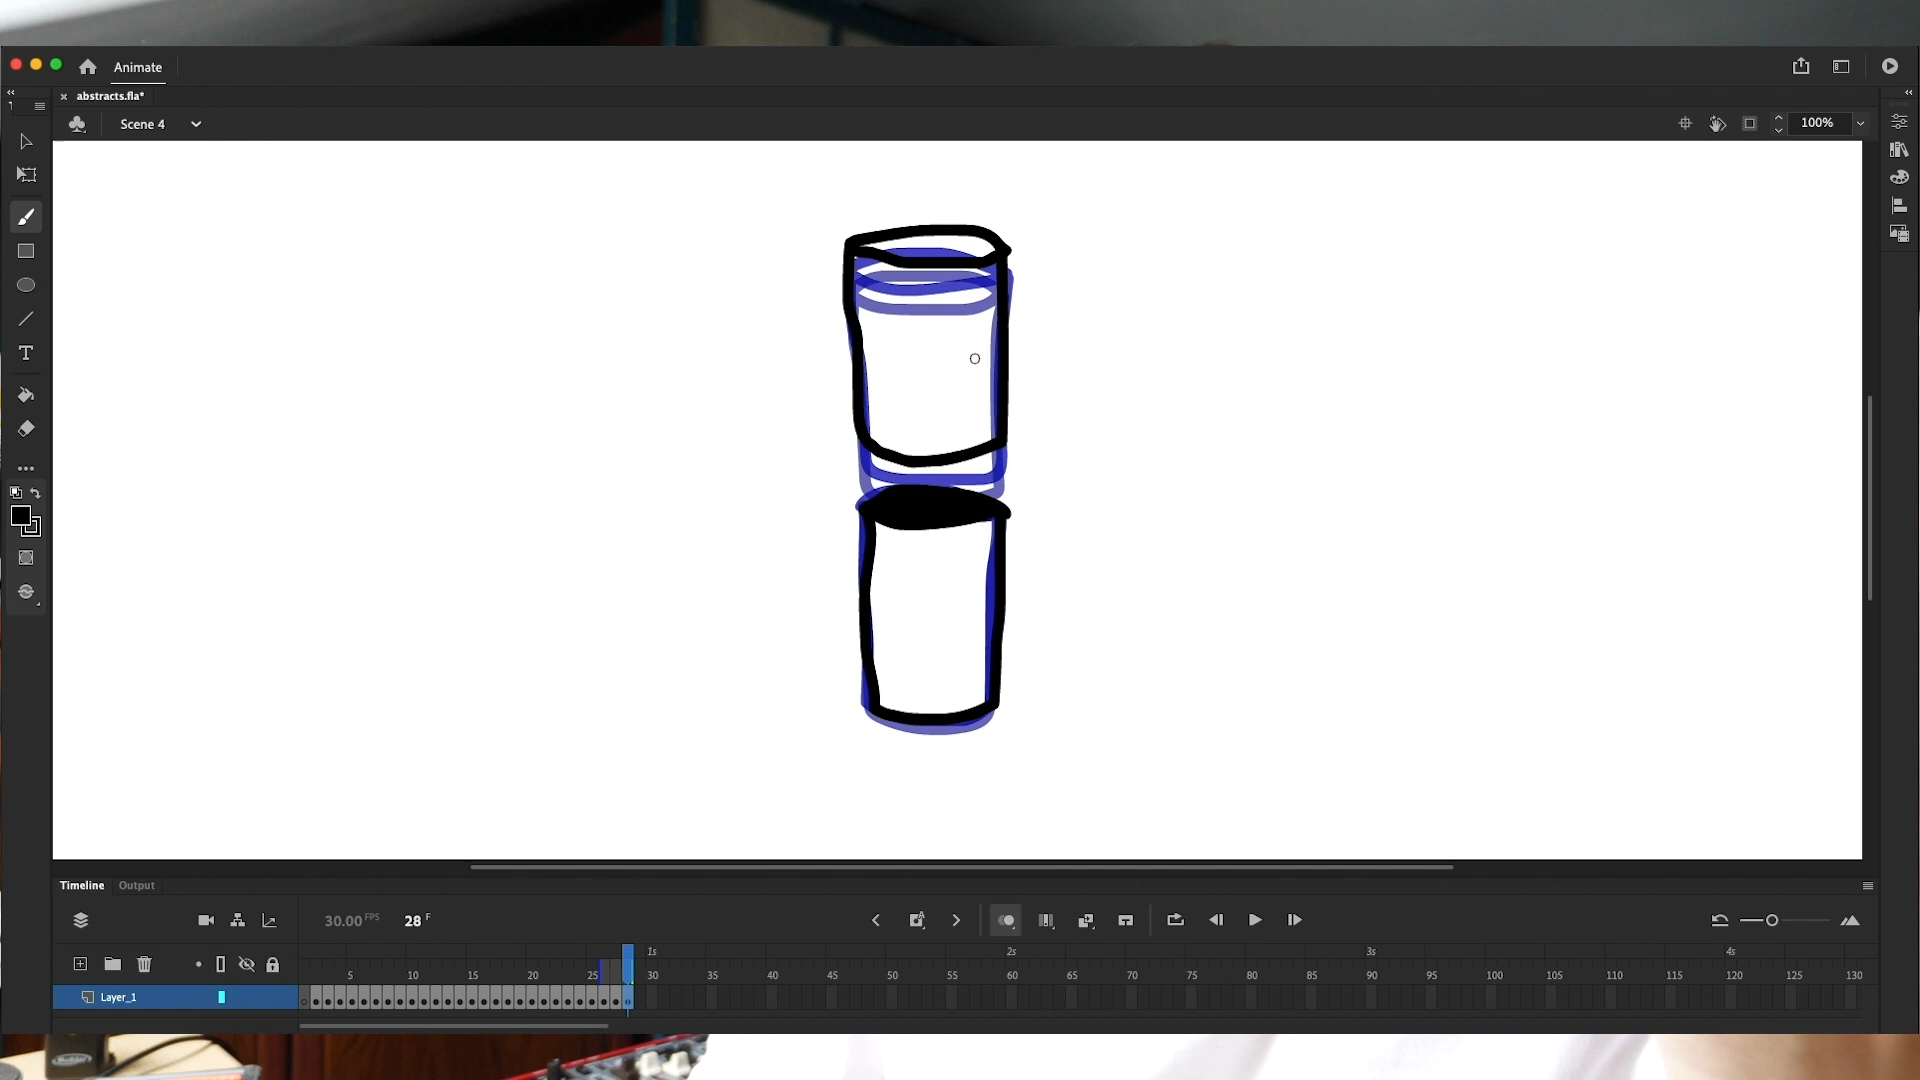 Animate
abstracts.fla*
Scene 4
100%
T
Timeline Output
30.00 FPS 28 F
1s 2s 3s 4s
5 10 15 20 25 30 35 40 45 50 55 60 65 70 75 80 85 90 95 100 105 110 115 120 125 130
Layer_1